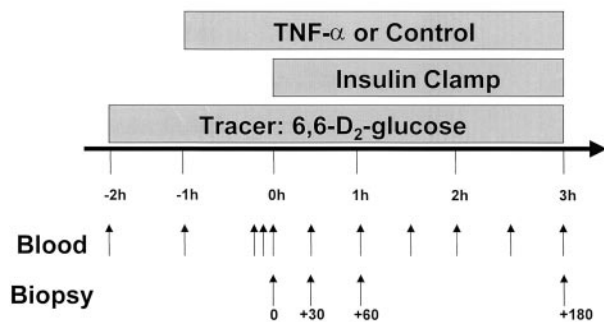 TNF-α or Control
Insulin Clamp
Tracer: 6,6-D₂-glucose
-2h -1h 0h 1h 2h 3h
Blood
Biopsy
0 +30 +60 +180